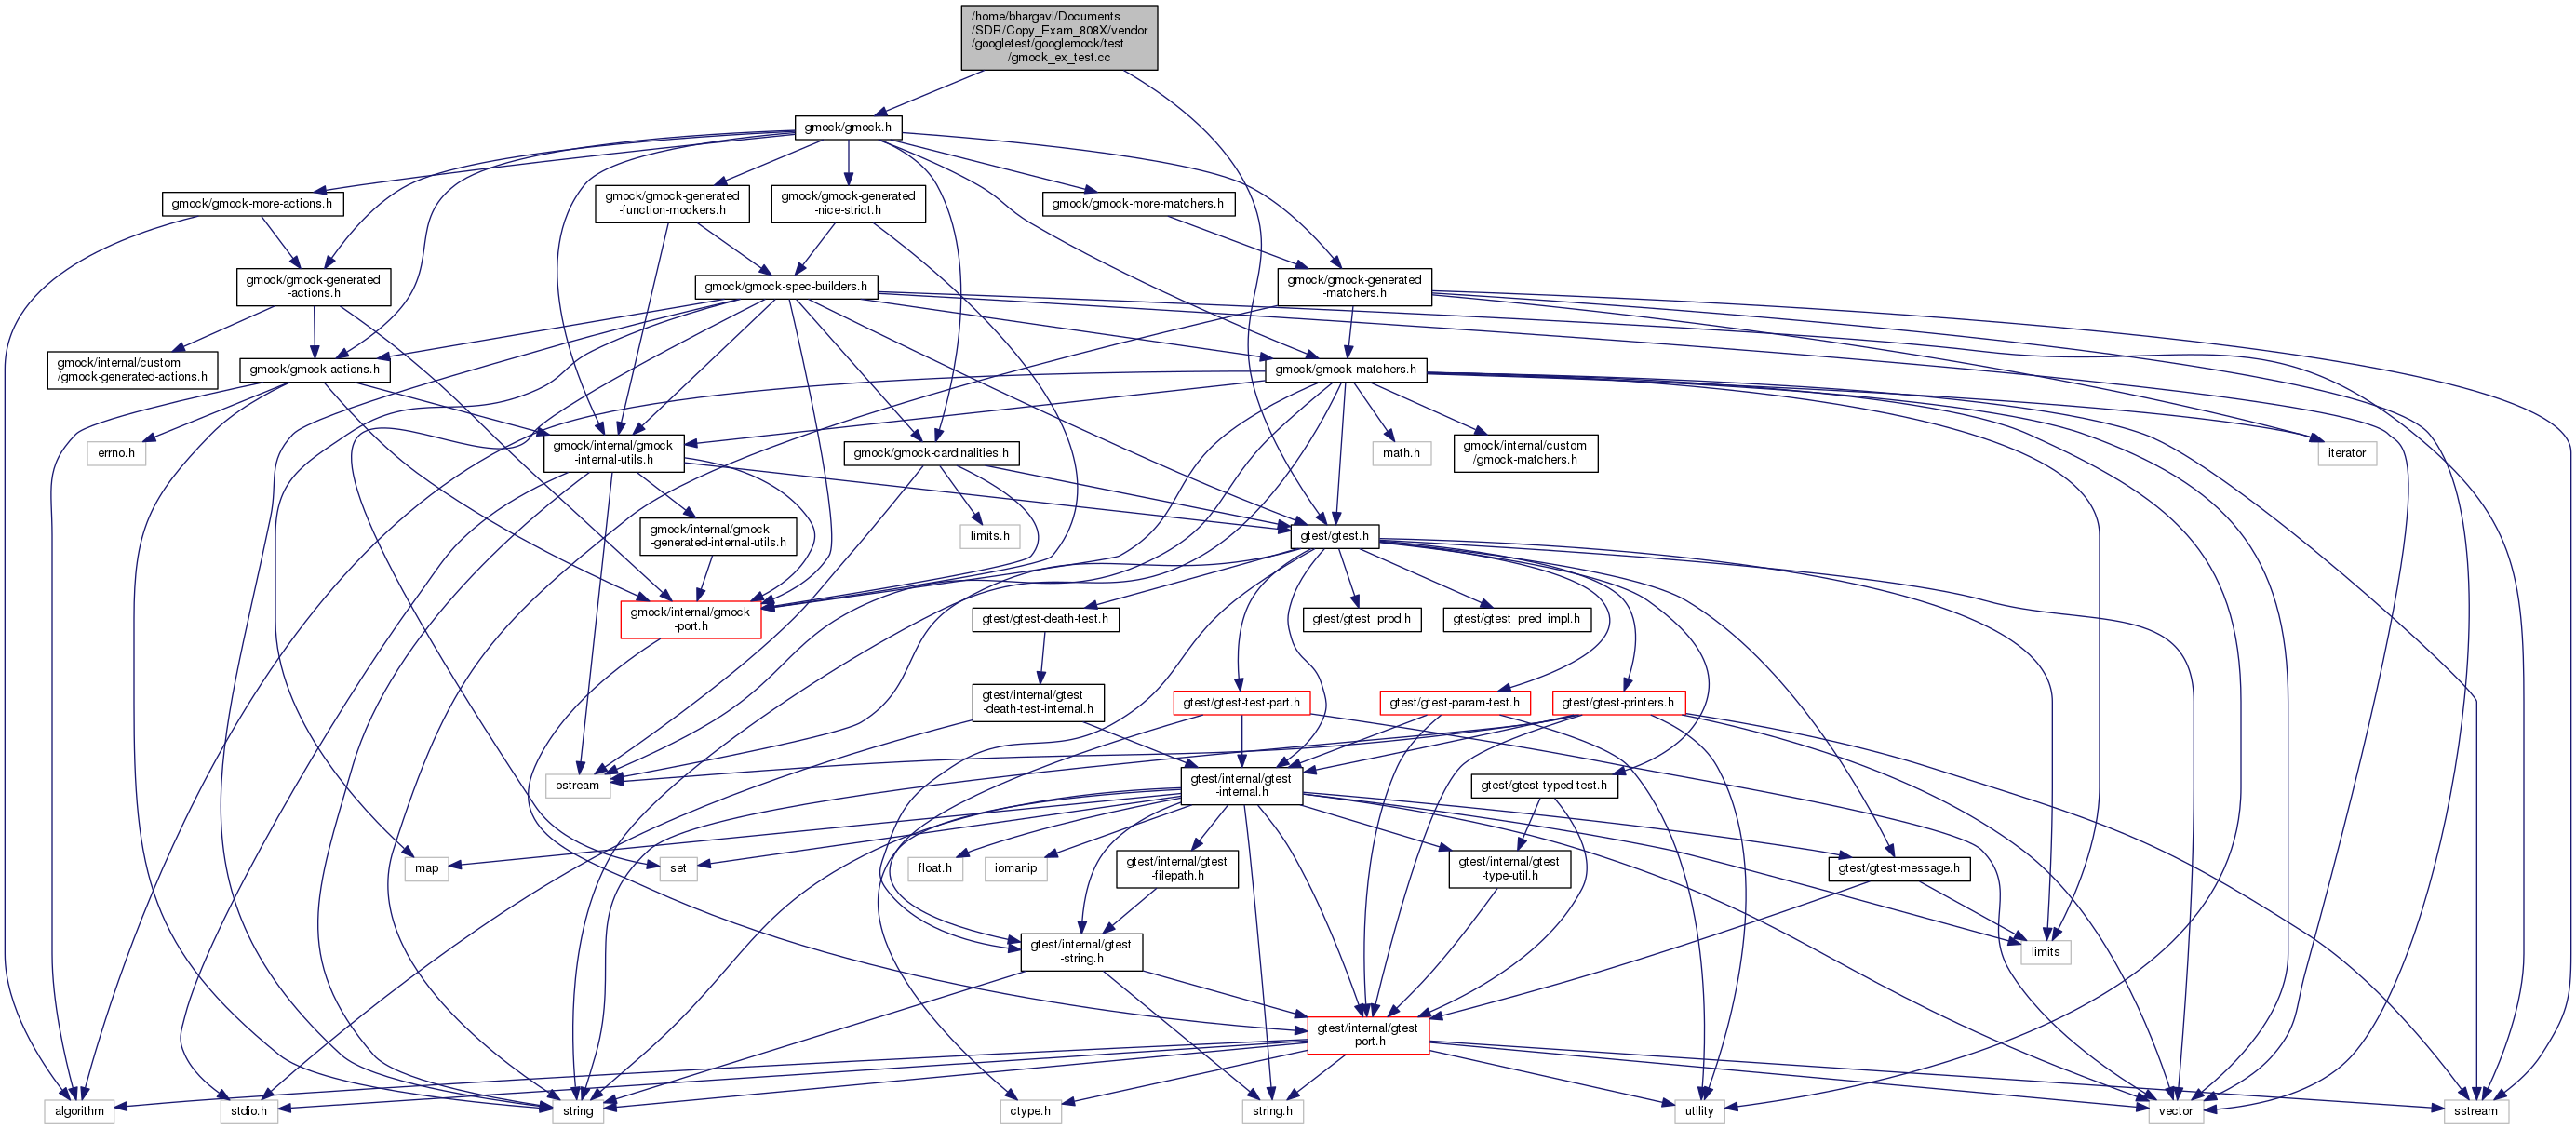 /home/bhargavi/Documents
/SDR/Copy_Exam_808X/vendor
/googletest/googlemock/test
/gmock_ex_test.cc
gmock/gmock.h
gmock/gmock-more-actions.h
gmock/gmock-generated
-function-mockers.h
gmock/gmock-generated
-nice-strict.h
gmock/gmock-more-matchers.h
gmock/gmock-generated
-actions.h
gmock/gmock-spec-builders.h
gmock/gmock-generated
-matchers.h
gmock/internal/custom
/gmock-generated-actions.h
gmock/gmock-actions.h
gmock/gmock-matchers.h
errno.h
gmock/internal/gmock
-internal-utils.h
gmock/gmock-cardinalities.h
math.h
gmock/internal/custom
/gmock-matchers.h
iterator
gmock/internal/gmock
-generated-internal-utils.h
limits.h
gtest/gtest.h
gmock/internal/gmock
-port.h
gtest/gtest-death-test.h
gtest/gtest_prod.h
gtest/gtest_pred_impl.h
gtest/internal/gtest
-death-test-internal.h
gtest/gtest-test-part.h
gtest/gtest-param-test.h
gtest/gtest-printers.h
ostream
gtest/internal/gtest
-internal.h
gtest/gtest-typed-test.h
map
set
float.h
iomanip
gtest/internal/gtest
-filepath.h
gtest/internal/gtest
-type-util.h
gtest/gtest-message.h
gtest/internal/gtest
-string.h
limits
gtest/internal/gtest
-port.h
algorithm
stdio.h
string
ctype.h
string.h
utility
vector
sstream